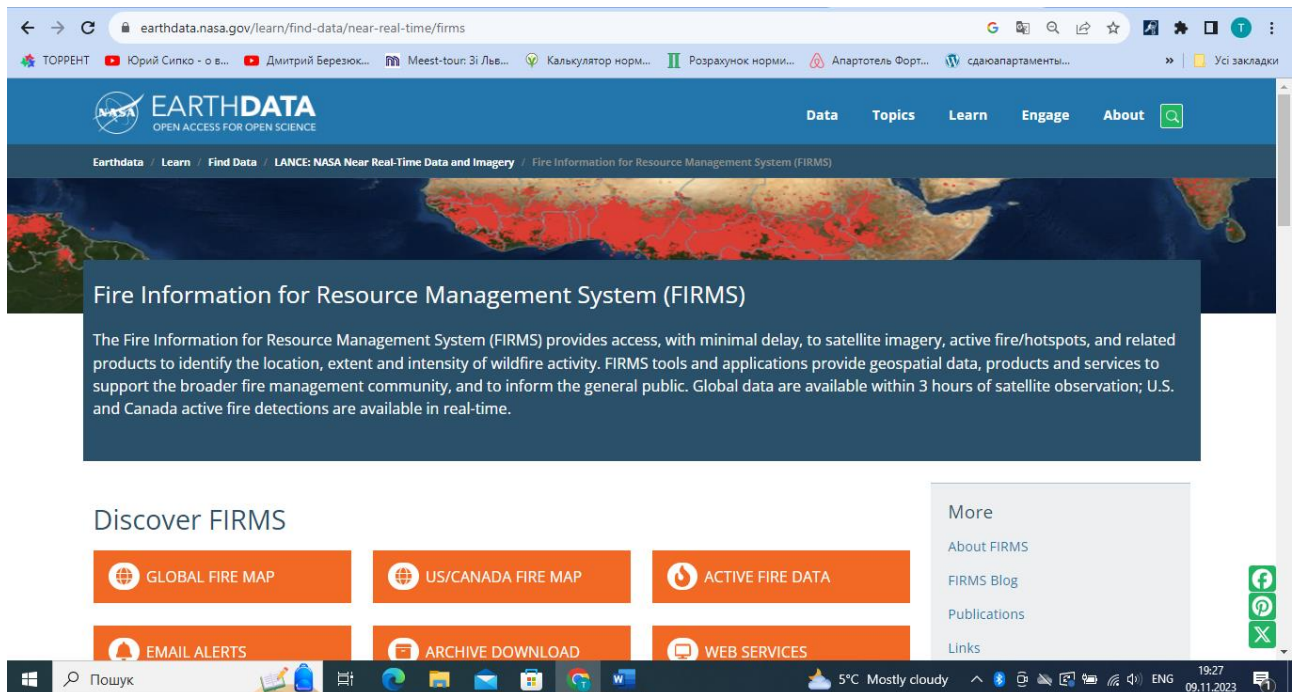 earthdata.nasa.gov/learn/find-data/near-real-time/firms
ТОРРЕНТ Юрий Сипко - о в... Дмитрий Березюк... Meest-tour: Зі Льв... Калькулятор норм... Розрахунок норми... Апартотель Форт... сдаюапартаменты... » Усі закладки
NASA EARTHDATA
OPEN ACCESS FOR OPEN SCIENCE
Data Topics Learn Engage About
Earthdata / Learn / Find Data / LANCE: NASA Near Real-Time Data and Imagery / Fire Information for Resource Management System (FIRMS)
Fire Information for Resource Management System (FIRMS)
The Fire Information for Resource Management System (FIRMS) provides access, with minimal delay, to satellite imagery, active fire/hotspots, and related
products to identify the location, extent and intensity of wildfire activity. FIRMS tools and applications provide geospatial data, products and services to
support the broader fire management community, and to inform the general public. Global data are available within 3 hours of satellite observation; U.S.
and Canada active fire detections are available in real-time.
Discover FIRMS
GLOBAL FIRE MAP US/CANADA FIRE MAP ACTIVE FIRE DATA
EMAIL ALERTS ARCHIVE DOWNLOAD WEB SERVICES
More
About FIRMS
FIRMS Blog
Publications
Links
Пошук
5°C Mostly cloudy ENG 19:27
09.11.2023